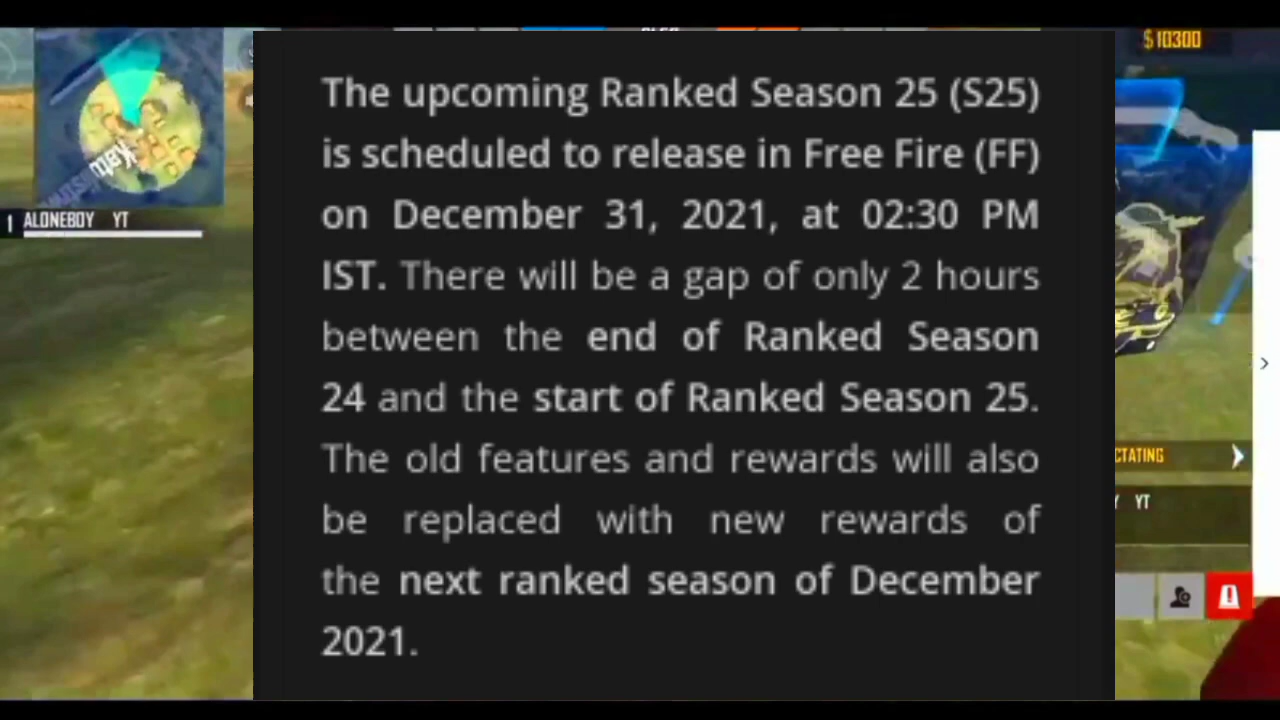 $10300
The upcoming Ranked Season 25 (S25)
is scheduled to release in Free Fire (FF)
on December 31, 2021, at 02:30 PM
IST. There will be a gap of only 2 hours
between the end of Ranked Season
24 and the start of Ranked Season 25.
The old features and rewards will also
be replaced with new rewards of
the next ranked season of December
2021.
1 ALONEBOY YT
CTATING
YT